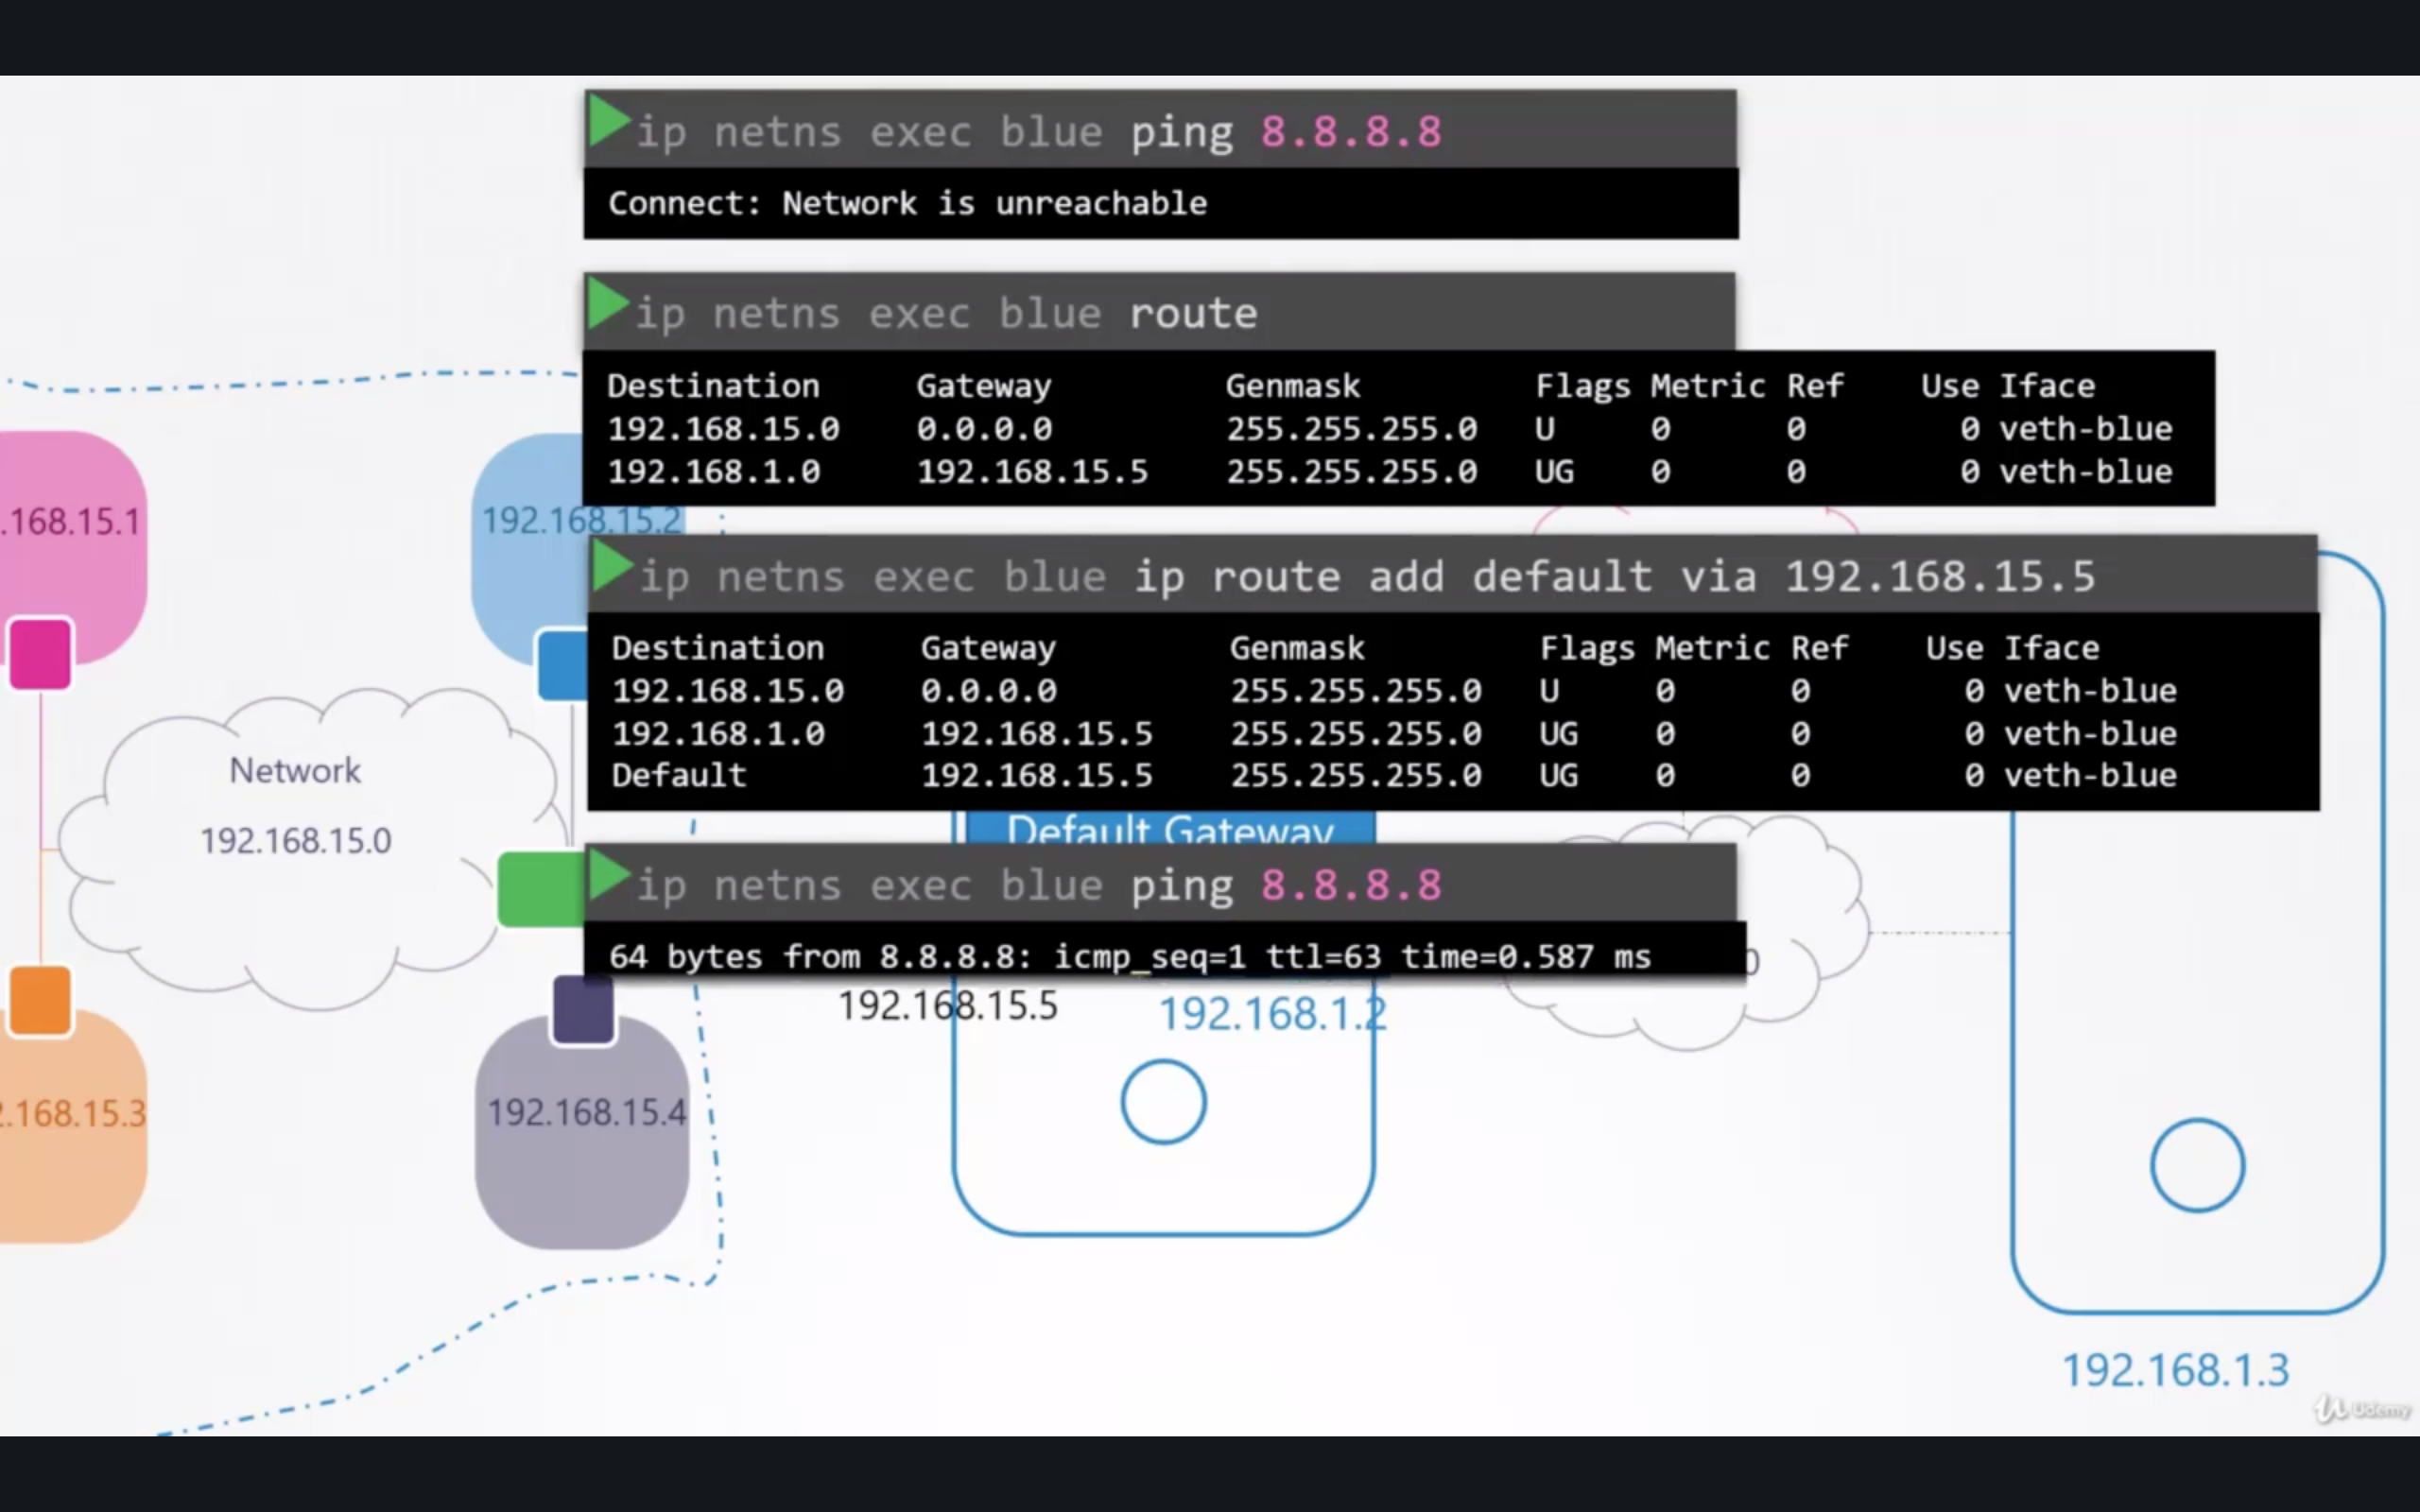 ip netns exec blue ping 8.8.8.8
Connect: Network is unreachable
ip netns exec blue route
Destination Gateway Genmask Flags Metric Ref Use Iface
192.168.15.0 0.0.0.0 255.255.255.0 U 0 0 0 veth-blue
192.168.1.0 192.168.15.5 255.255.255.0 UG 0 0 0 veth-blue
.168.15.1
192.168.15.2
ip netns exec blue ip route add default via 192.168.15.5
Destination Gateway Genmask Flags Metric Ref Use Iface
192.168.15.0 0.0.0.0 255.255.255.0 U 0 0 0 veth-blue
192.168.1.0 192.168.15.5 255.255.255.0 UG 0 0 0 veth-blue
Default 192.168.15.5 255.255.255.0 UG 0 0 0 veth-blue
Network
192.168.15.0
Default Gateway
ip netns exec blue ping 8.8.8.8
64 bytes from 8.8.8.8: icmp_seq=1 ttl=63 time=0.587 ms
0
192.168.15.5
192.168.1.2
.168.15.3
192.168.15.4
192.168.1.3
Udemy